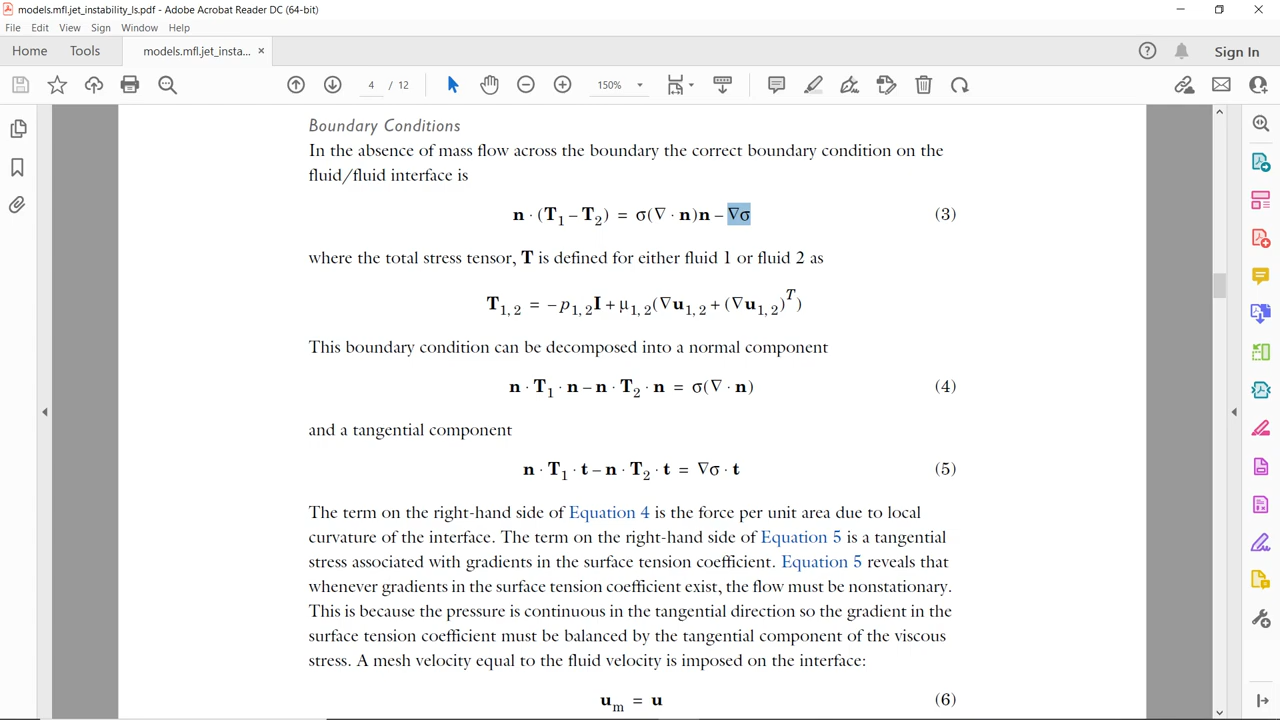 models.mfl.jet_instability_ls.pdf - Adobe Acrobat Reader DC (64-bit)
File Edit View Sign Window Help
Home Tools models.mfl.jet_insta... × Sign In
4 / 12 150%
Boundary Conditions
In the absence of mass flow across the boundary the correct boundary condition on the
fluid/fluid interface is
n · (T₁ – T₂) = σ(∇ · n)n – ∇σ (3)
where the total stress tensor, T is defined for either fluid 1 or fluid 2 as
T₁, ₂ = –p₁, ₂I + μ₁, ₂(∇u₁, ₂ + (∇u₁, ₂)ᵀ)
This boundary condition can be decomposed into a normal component
n · T₁ · n – n · T₂ · n = σ(∇ · n) (4)
and a tangential component
n · T₁ · t – n · T₂ · t = ∇σ · t (5)
The term on the right-hand side of Equation 4 is the force per unit area due to local
curvature of the interface. The term on the right-hand side of Equation 5 is a tangential
stress associated with gradients in the surface tension coefficient. Equation 5 reveals that
whenever gradients in the surface tension coefficient exist, the flow must be nonstationary.
This is because the pressure is continuous in the tangential direction so the gradient in the
surface tension coefficient must be balanced by the tangential component of the viscous
stress. A mesh velocity equal to the fluid velocity is imposed on the interface:
uₘ = u (6)